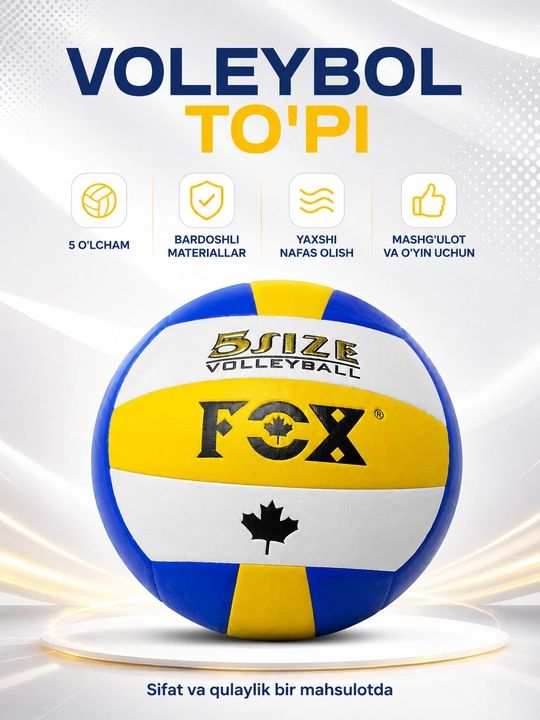 VOLEYBOL
TO'PI
5 O'LCHAM
BARDOSHLI
MATERIALLAR
YAXSHI
NAFAS OLISH
MASHG'ULOT
VA O'YIN UCHUN
5SIZE
VOLLEYBALL
FOX®
Sifat va qulaylik bir mahsulotda